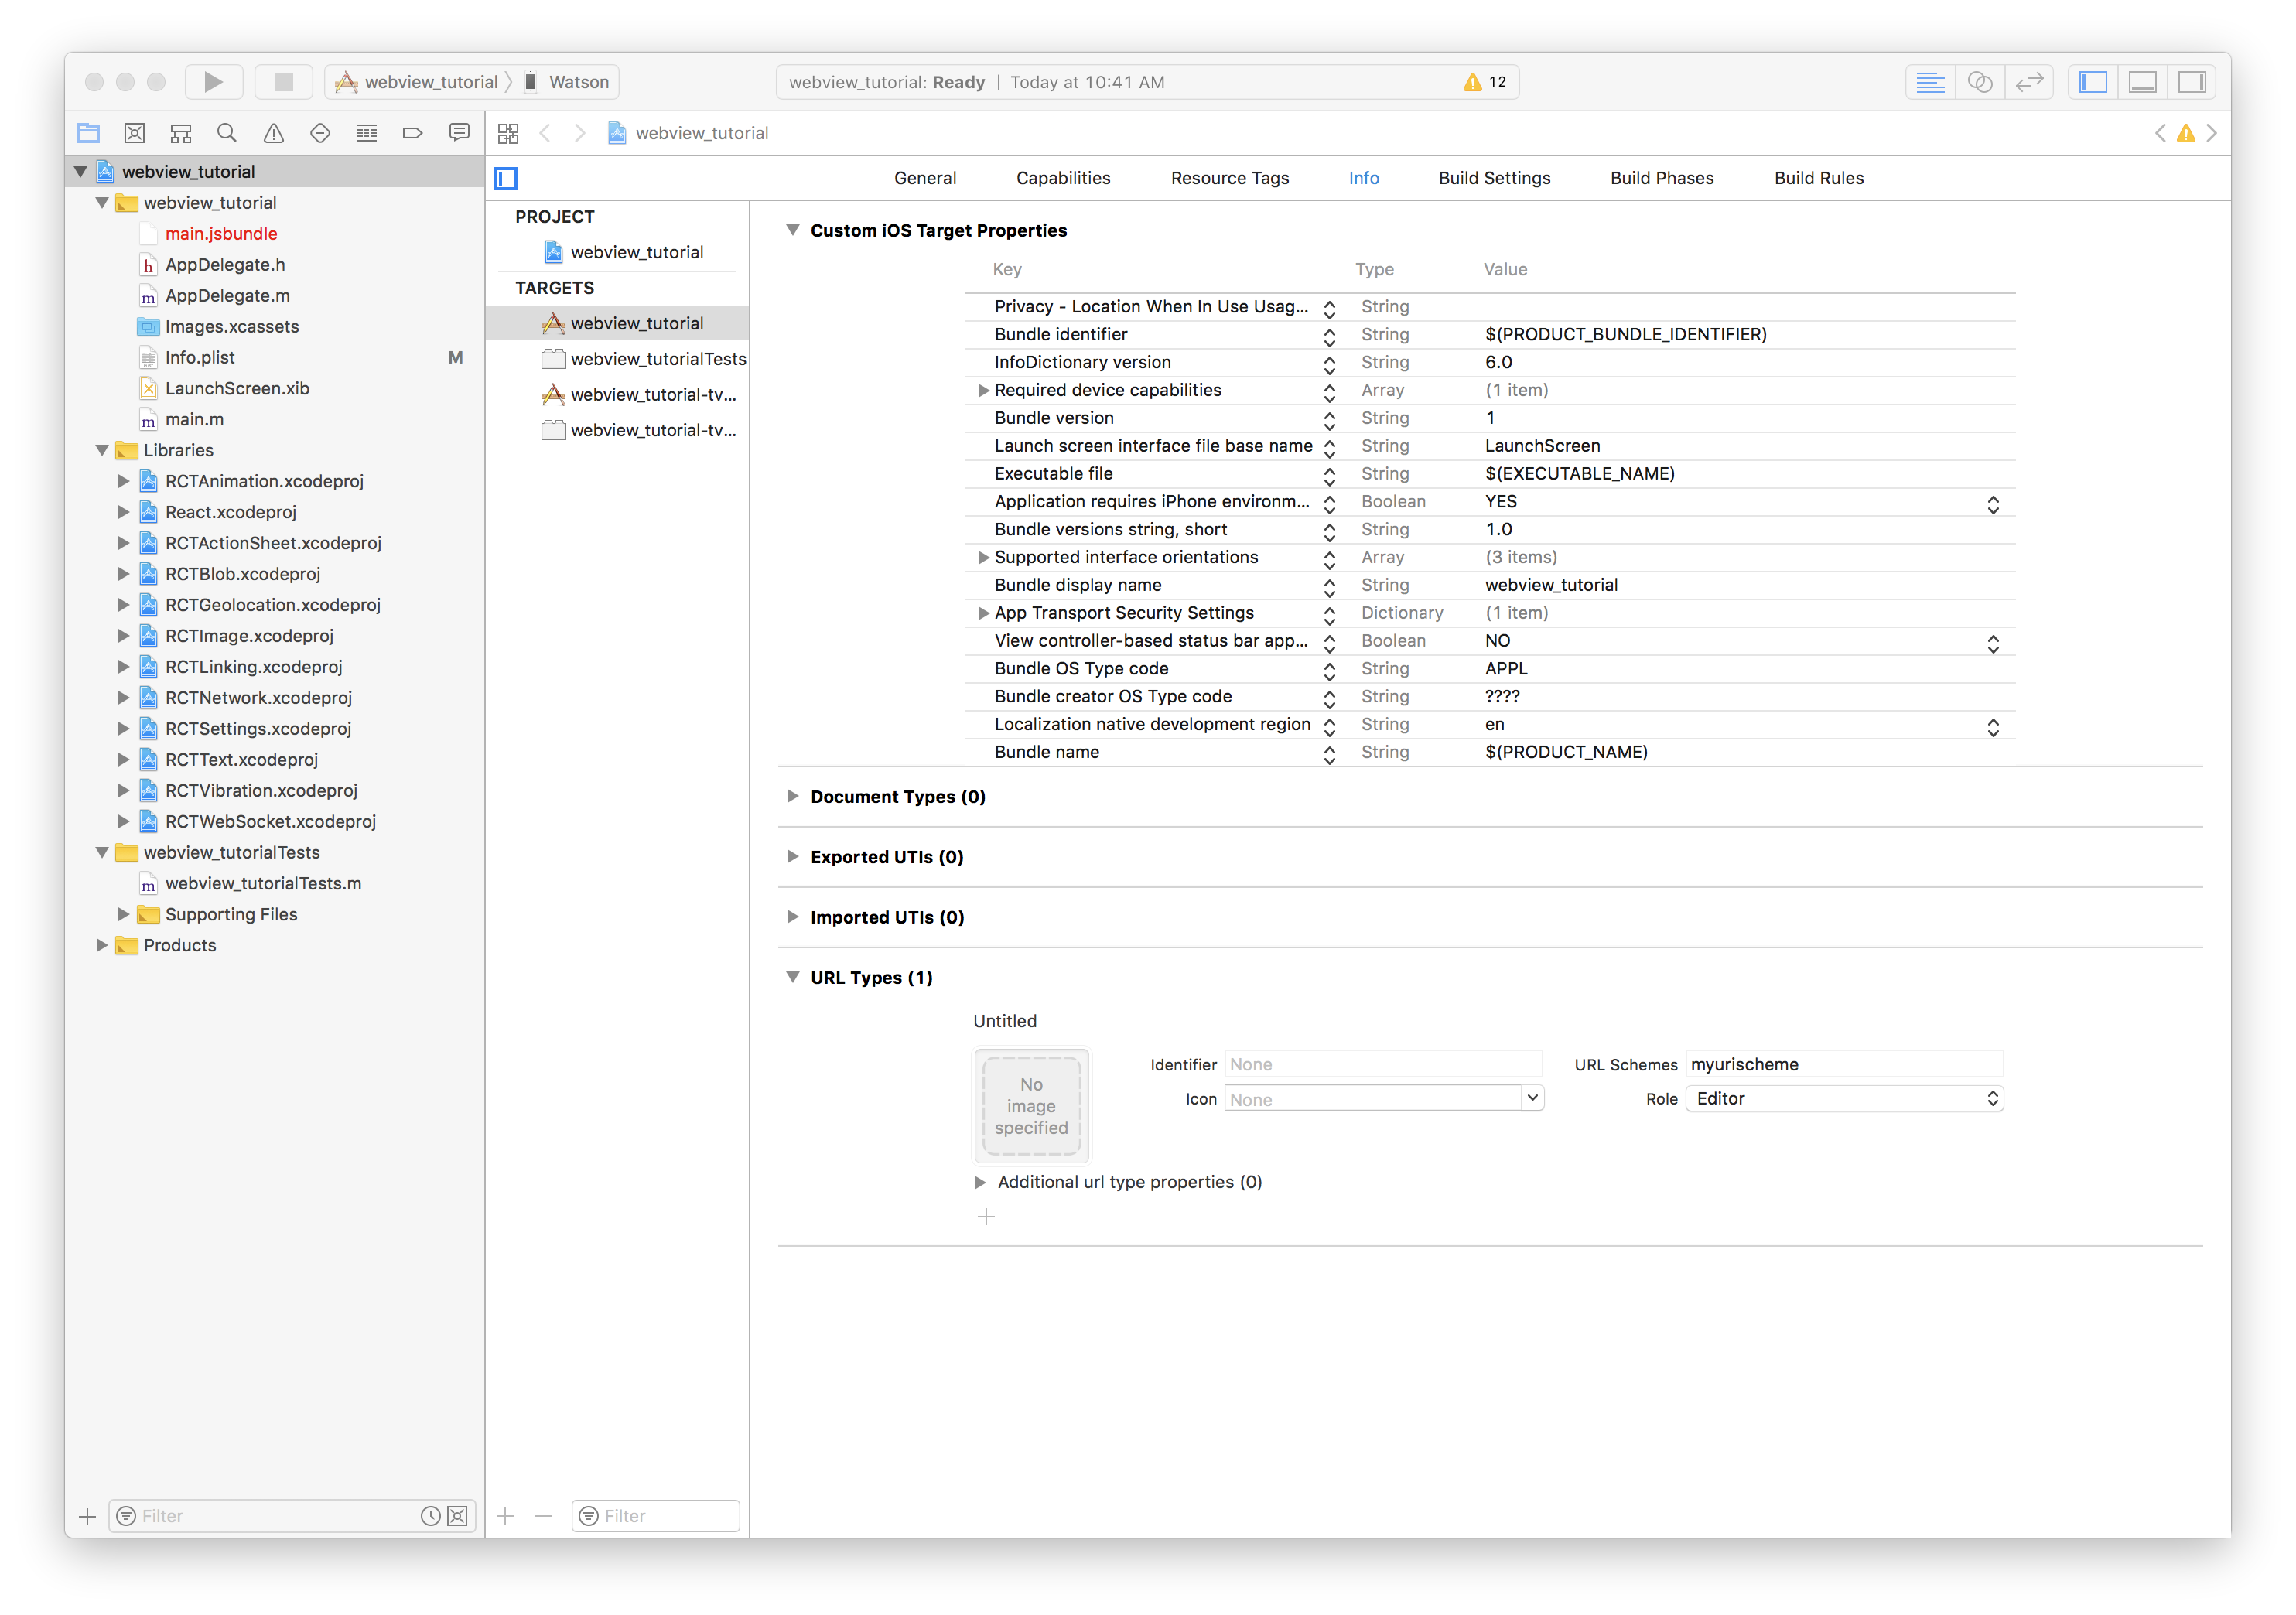 webview_tutorial Watson
webview_tutorial: Ready | Today at 10:41 AM 12
webview_tutorial
webview_tutorial
General Capabilities Resource Tags Info Build Settings Build Phases Build Rules
webview_tutorial
main.jsbundle
h AppDelegate.h
m AppDelegate.m
Images.xcassets
Info.plist M
LaunchScreen.xib
m main.m
Libraries
RCTAnimation.xcodeproj
React.xcodeproj
RCTActionSheet.xcodeproj
RCTBlob.xcodeproj
RCTGeolocation.xcodeproj
RCTImage.xcodeproj
RCTLinking.xcodeproj
RCTNetwork.xcodeproj
RCTSettings.xcodeproj
RCTText.xcodeproj
RCTVibration.xcodeproj
RCTWebSocket.xcodeproj
webview_tutorialTests
m webview_tutorialTests.m
Supporting Files
Products
Filter
PROJECT
webview_tutorial
TARGETS
webview_tutorial
webview_tutorialTests
webview_tutorial-tv...
webview_tutorial-tv...
Filter
Custom iOS Target Properties
Key Type Value
Privacy - Location When In Use Usag... String
Bundle identifier String $(PRODUCT_BUNDLE_IDENTIFIER)
InfoDictionary version String 6.0
Required device capabilities Array (1 item)
Bundle version String 1
Launch screen interface file base name String LaunchScreen
Executable file String $(EXECUTABLE_NAME)
Application requires iPhone environm... Boolean YES
Bundle versions string, short String 1.0
Supported interface orientations Array (3 items)
Bundle display name String webview_tutorial
App Transport Security Settings Dictionary (1 item)
View controller-based status bar app... Boolean NO
Bundle OS Type code String APPL
Bundle creator OS Type code String ????
Localization native development region String en
Bundle name String $(PRODUCT_NAME)
Document Types (0)
Exported UTIs (0)
Imported UTIs (0)
URL Types (1)
Untitled
No
image
specified
Identifier None URL Schemes myurischeme
Icon None Role Editor
Additional url type properties (0)